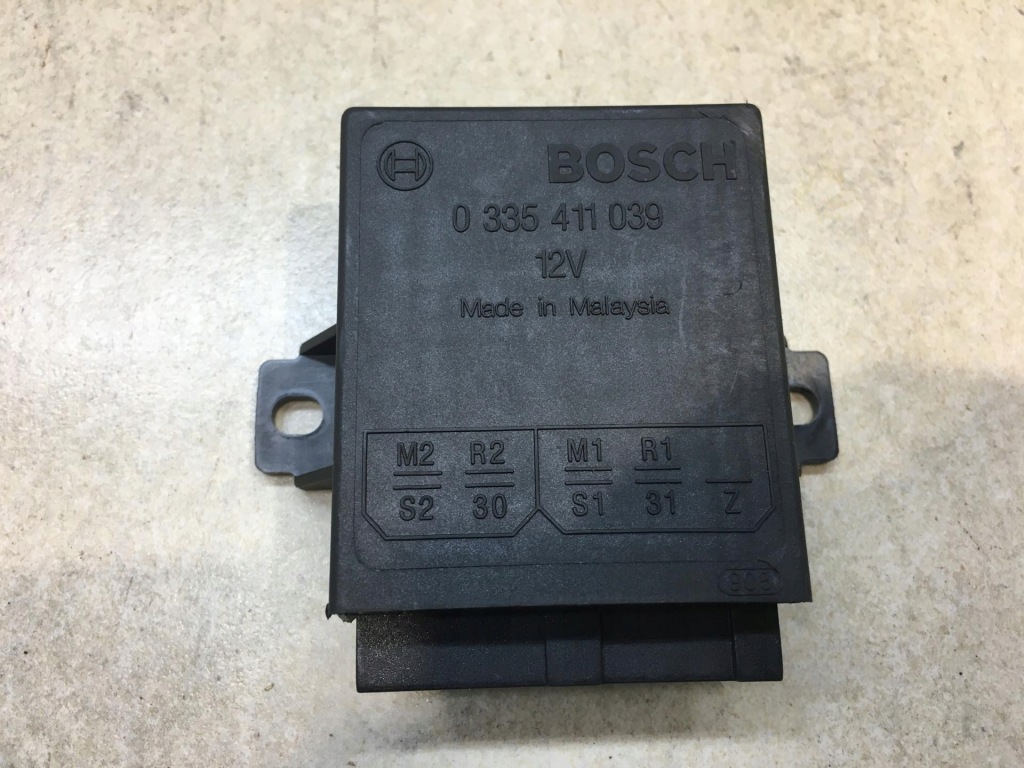 BOSCH
0 335 411 039
12V
Made in Malaysia
M2 R2 M1 R1
S2 30 S1 31 Z